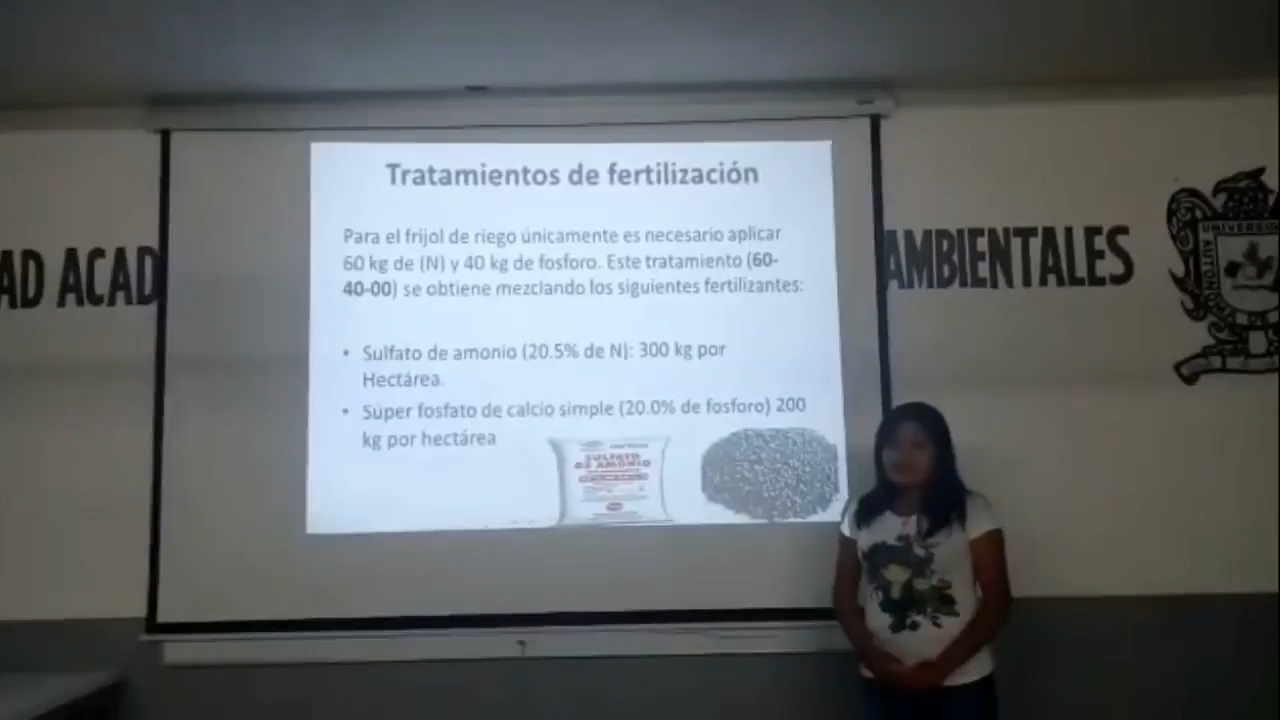 Tratamientos de fertilización
Para el frijol de riego únicamente es necesario aplicar
60 kg de (N) y 40 kg de fosforo. Este tratamiento (60-
40-00) se obtiene mezclando los siguientes fertilizantes:
• Sulfato de amonio (20.5% de N): 300 kg por
Hectárea.
• Súper fosfato de calcio simple (20.0% de fosforo) 200
kg por hectárea
SULFATO
DE AMONIO
AD ACAD
AMBIENTALES